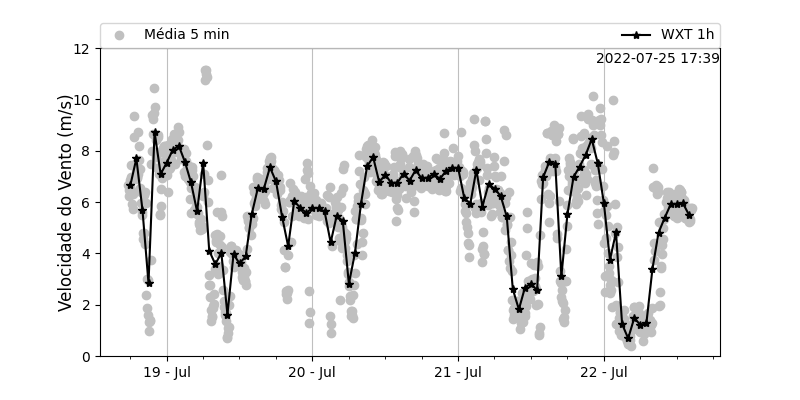 Média 5 min
WXT 1h
2022-07-25 17:39
Velocidade do Vento (m/s)
12
10
8
6
4
2
0
19 - Jul
20 - Jul
21 - Jul
22 - Jul